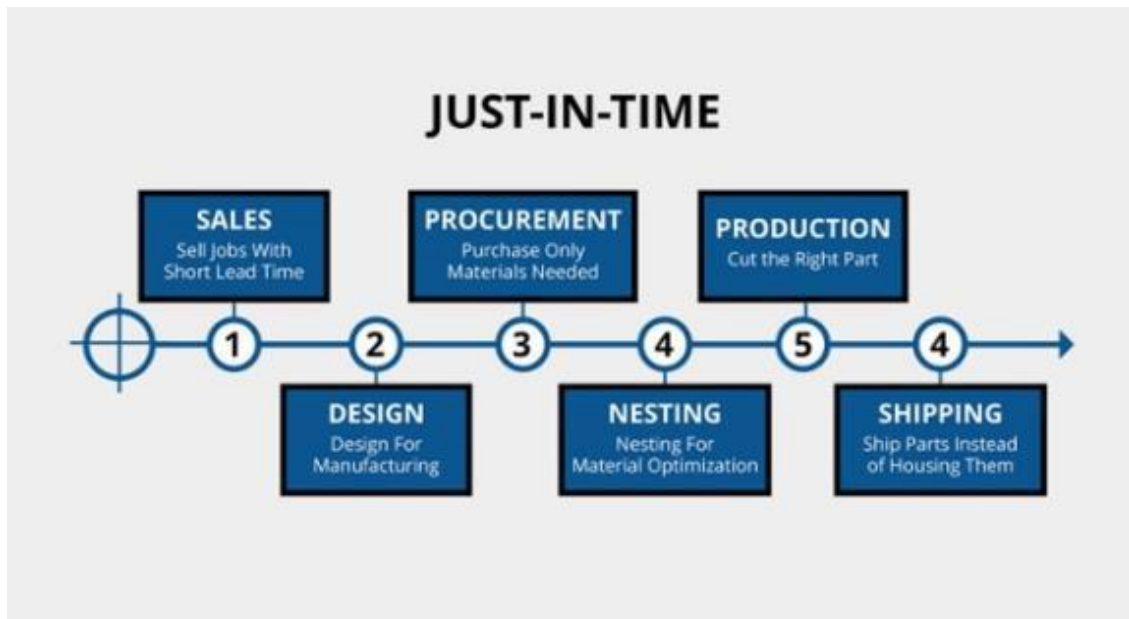 JUST-IN-TIME
SALES
Sell Jobs With
Short Lead Time
PROCUREMENT
Purchase Only
Materials Needed
PRODUCTION
Cut the Right Part
1
2
3
4
5
4
DESIGN
Design For
Manufacturing
NESTING
Nesting For
Material Optimization
SHIPPING
Ship Parts Instead
of Housing Them